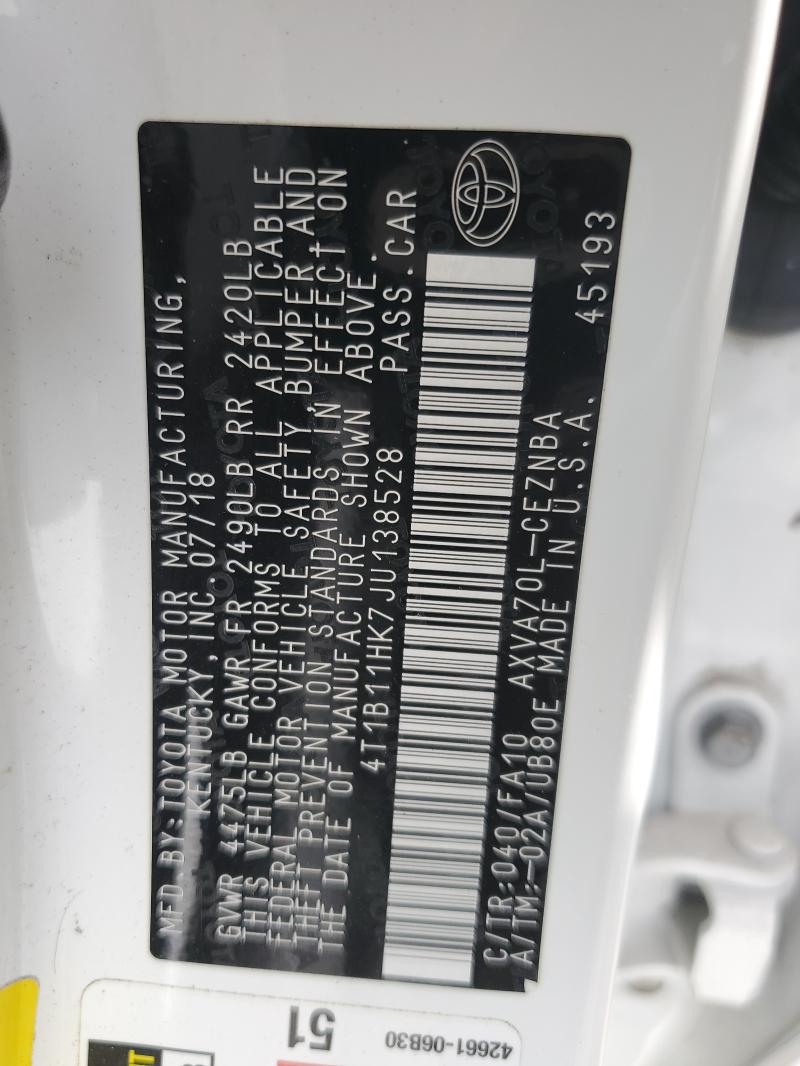 MFD BY:TOYOTA MOTOR MANUFACTURING,
KENTUCKY,INC. 07/18
GVWR 4475LB GAWR FR 2490LB RR 2420LB
THIS VEHICLE CONFORMS TO ALL APPLICABLE
FEDERAL MOTOR VEHICLE SAFETY,BUMPER,AND
THEFT PREVENTION STANDARDS IN EFFECT ON
THE DATE OF MANUFACTURE SHOWN ABOVE.
4T1B11HK7JU138528 PASS.CAR
C/TR:040/FA10 AXVA70L-CEZNBA
A/TM:-02A/UB80E MADE IN U.S.A. 45193
51
42661-06B30